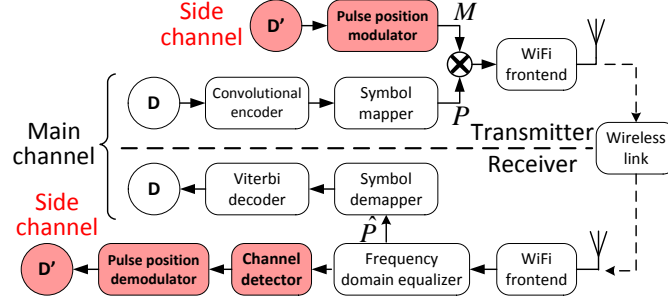 Side
channel
D'
Pulse position
modulator
M
WiFi
frontend
Main
channel
D
Convolutional
encoder
Symbol
mapper
P
Transmitter
Receiver
Wireless
link
D
Viterbi
decoder
Symbol
demapper
P̂
Side
channel
D'
Pulse position
demodulator
Channel
detector
Frequency
domain equalizer
WiFi
frontend